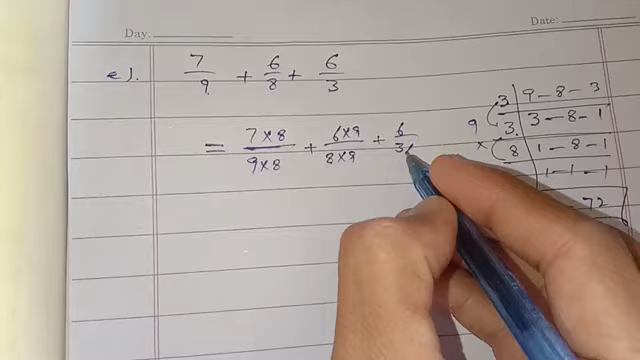 Day: Date:
e). 7/9 + 6/8 + 6/3
= 7×8/9×8 + 6×9/8×9 + 6/3
3 | 9 – 8 – 3
9 3 | 3 – 8 – 1
× 8 | 1 – 8 – 1
1 – 1 – 1
72